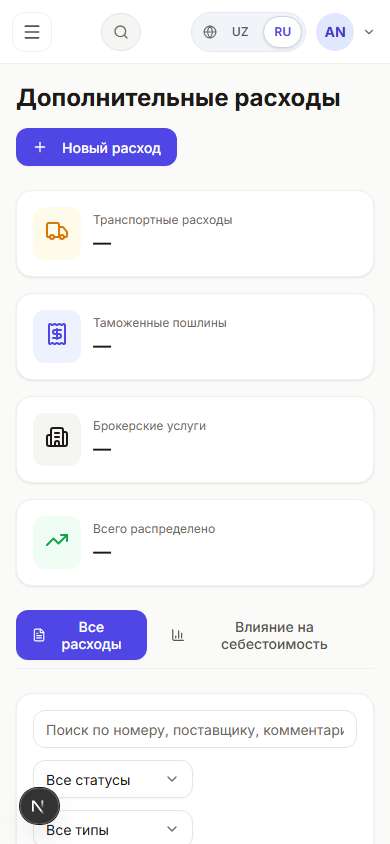 UZ
RU
AN
Дополнительные расходы
+ Новый расход
Транспортные расходы
—
Таможенные пошлины
—
Брокерские услуги
—
Всего распределено
—
Все
расходы
Влияние на
себестоимость
Поиск по номеру, поставщику, комментари
Все статусы
N
Все типы